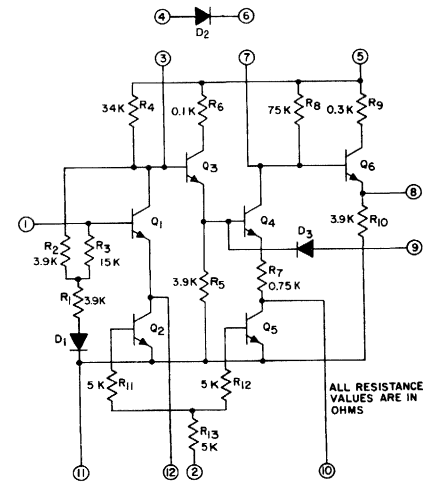 4 6
D2
3 7 5
34K R4
0.1K R6
75K R8
0.3K R9
Q3
Q6
8
1
Q1
Q4
D3
3.9K R10
9
R2 3.9K
R3 15K
3.9K R5
R7 0.75K
R1 3.9K
D1
Q2
Q5
5K R11
5K R12
ALL RESISTANCE
VALUES ARE IN
OHMS
R13 5K
11 12 2 10